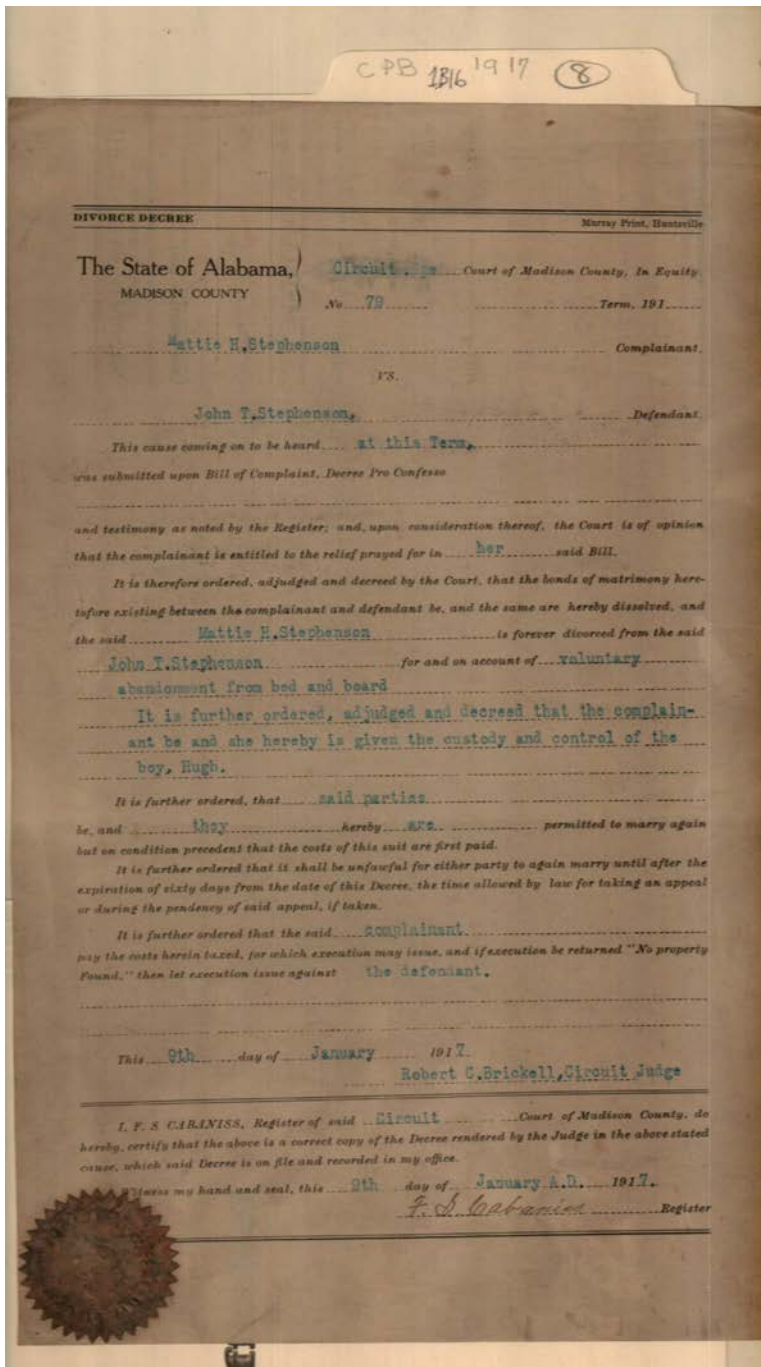 CPB 1816 1917 8
DIVORCE DECREE Murray Print, Huntsville
The State of Alabama, Circuit Court of Madison County, In Equity
MADISON COUNTY No 79 Term, 191
Mattie H.Stephenson Complainant.
VS.
John T.Stephenson, Defendant.
This cause coming on to be heard at this Term,
was submitted upon Bill of Complaint, Decree Pro Confesso
and testimony as noted by the Register; and, upon consideration thereof, the Court is of opinion
that the complainant is entitled to the relief prayed for in her said Bill.
It is therefore ordered, adjudged and decreed by the Court, that the bonds of matrimony here-
tofore existing between the complainant and defendant be, and the same are hereby dissolved, and
the said Mattie H.Stephenson is forever divorced from the said
John T.Stephenson for and on account of voluntary
abandonment from bed and board
It is further ordered, adjudged and decreed that the complain-
ant be and she hereby is given the custody and control of the
boy, Hugh.
It is further ordered, that said parties
be, and they hereby are permitted to marry again
but on condition precedent that the costs of this suit are first paid.
It is further ordered that it shall be unlawful for either party to again marry until after the
expiration of sixty days from the date of this Decree, the time allowed by law for taking an appeal
or during the pendency of said appeal, if taken.
It is further ordered that the said complainant
pay the costs herein taxed, for which execution may issue, and if execution be returned "No property
Found," then let execution issue against the defendant.
This 9th day of January 1917.
Robert C.Brickell,Circuit Judge
I, F. S CABANISS, Register of said Circuit Court of Madison County, do
hereby, certify that the above is a correct copy of the Decree rendered by the Judge in the above stated
cause, which said Decree is on file and recorded in my office.
Witness my hand and seal, this 9th day of January A.D. 1917.
F. S. Cabaniss Register